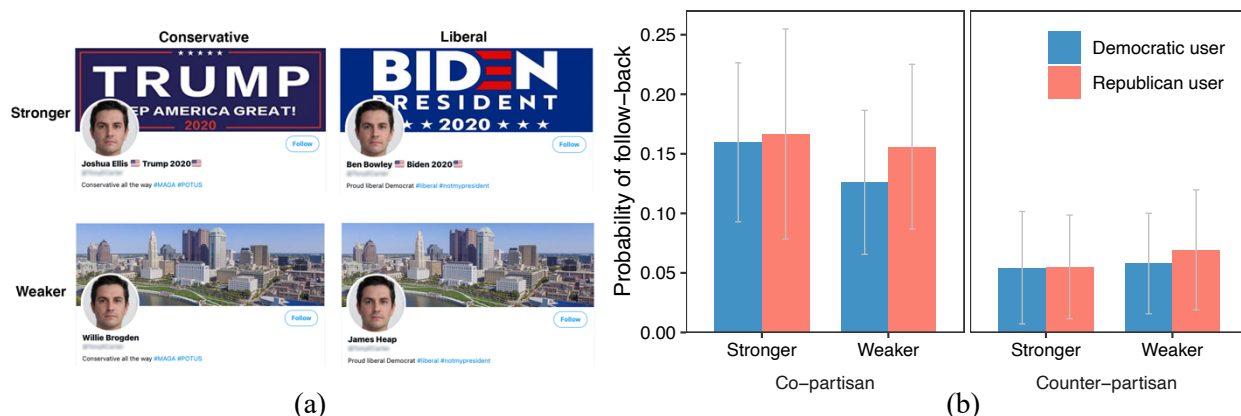 Conservative
Liberal
Stronger
TRUMP
EP AMERICA GREAT!
2020
Follow
Joshua Ellis 🇺🇸 Trump 2020🇺🇸
Conservative all the way #MAGA #POTUS
BIDEN
PRESIDENT
2020
Follow
Ben Bowley 🇺🇸 Biden 2020🇺🇸
Proud liberal Democrat #liberal #notmypresident
Weaker
Follow
Willie Brogden
Conservative all the way #MAGA #POTUS
Follow
James Heap
Proud liberal Democrat #liberal #notmypresident
(a)
Probability of follow-back
0.25
0.20
0.15
0.10
0.05
0.00
Democratic user
Republican user
Stronger
Weaker
Stronger
Weaker
Co-partisan
Counter-partisan
(b)